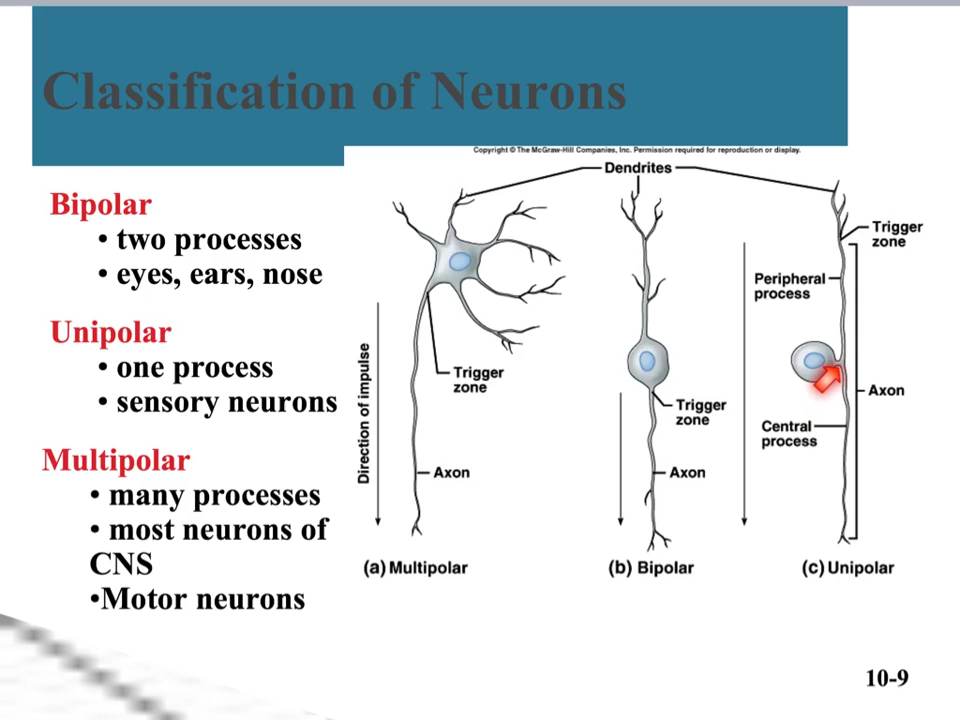 Classification of Neurons
Copyright © The McGraw-Hill Companies, Inc. Permission required for reproduction or display.
Bipolar
• two processes
• eyes, ears, nose
Unipolar
• one process
• sensory neurons
Multipolar
• many processes
• most neurons of
CNS
•Motor neurons
Dendrites
Direction of impulse
Trigger
zone
Axon
(a) Multipolar
Trigger
zone
Axon
(b) Bipolar
Trigger
zone
Peripheral
process
Axon
Central
process
(c) Unipolar
10-9